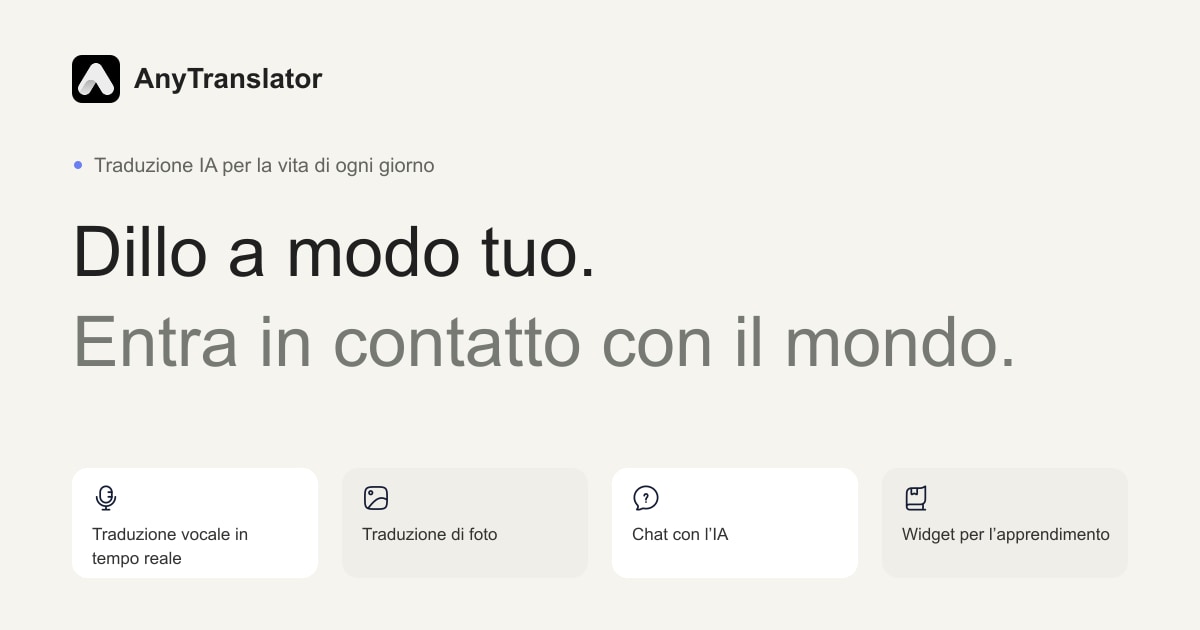 AnyTranslator
Traduzione IA per la vita di ogni giorno
Dillo a modo tuo.
Entra in contatto con il mondo.
Traduzione vocale in
tempo reale
Traduzione di foto
Chat con l’IA
Widget per l’apprendimento